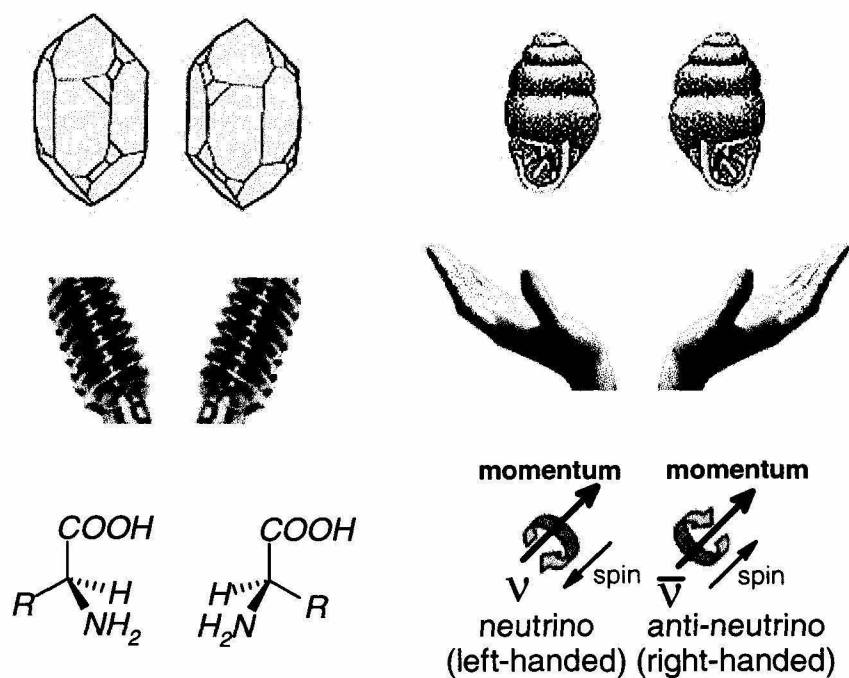 COOH
R
H
NH2
COOH
H
R
H2N
momentum
momentum
spin
spin
ν
ν̅
neutrino
anti-neutrino
(left-handed)
(right-handed)